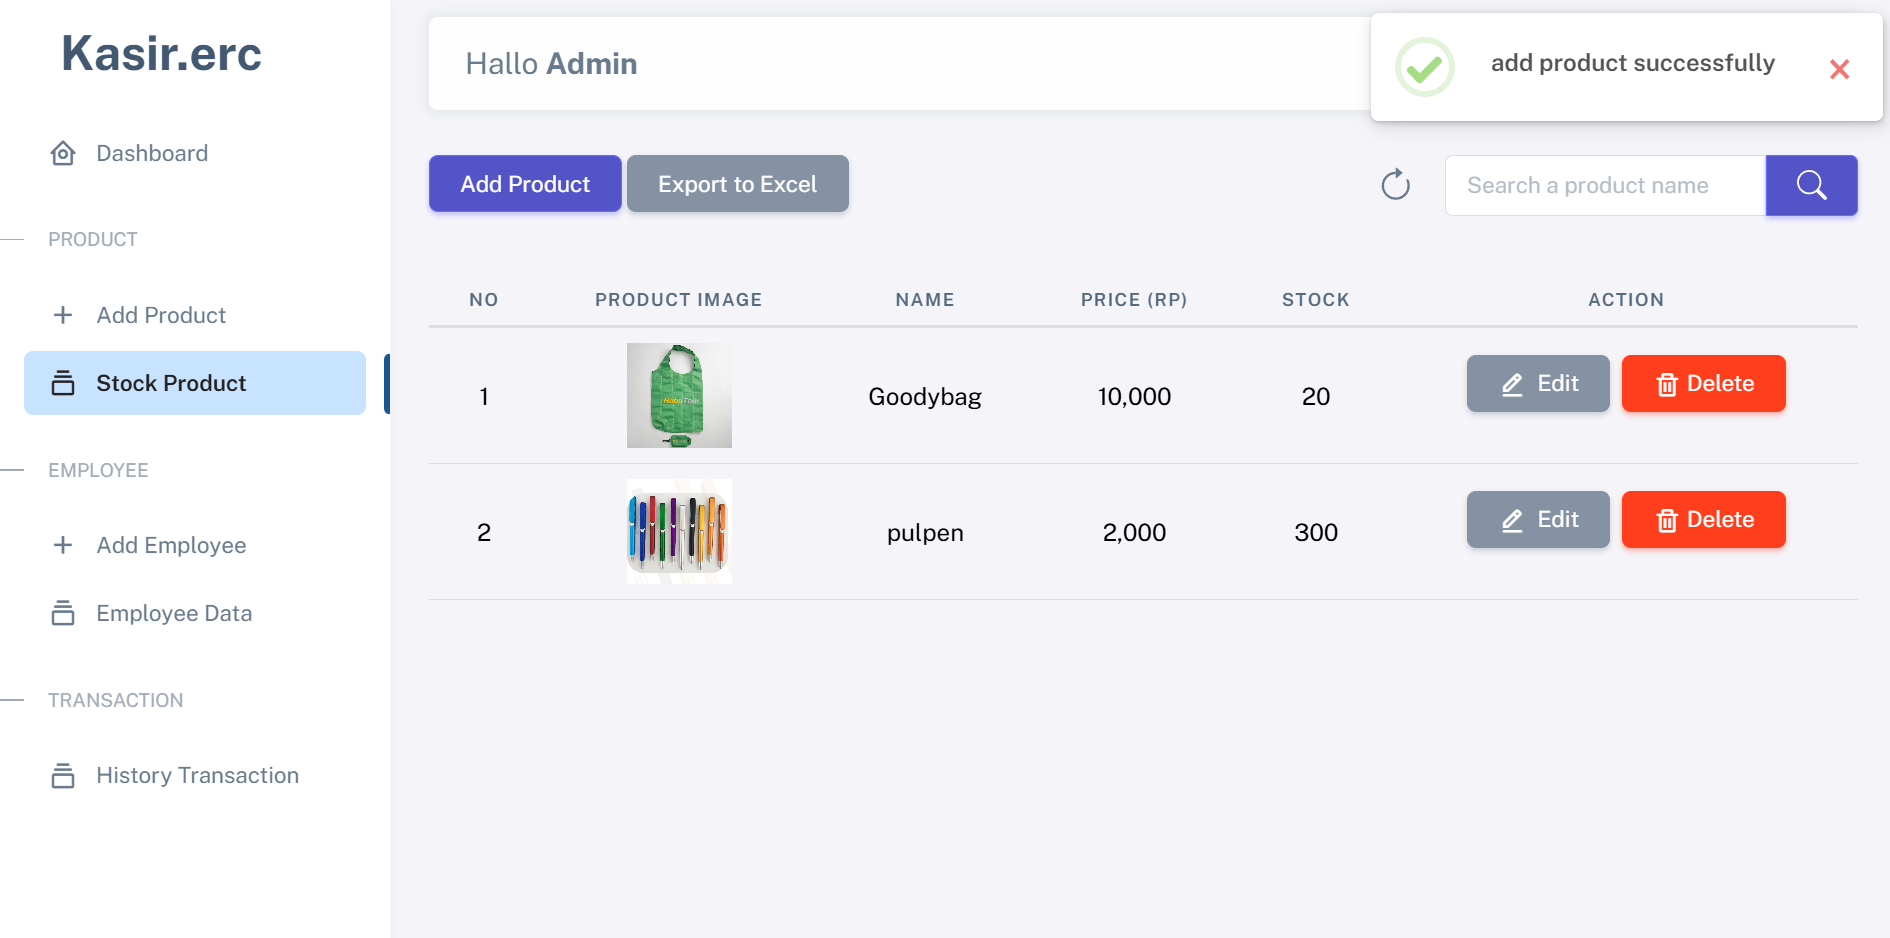 Kasir.erc
Dashboard
PRODUCT
Add Product
Stock Product
EMPLOYEE
Add Employee
Employee Data
TRANSACTION
History Transaction
Hallo Admin
add product successfully
Add Product
Export to Excel
Search a product name
NO PRODUCT IMAGE NAME PRICE (RP) STOCK ACTION
1 Goodybag 10,000 20 Edit Delete
2 pulpen 2,000 300 Edit Delete